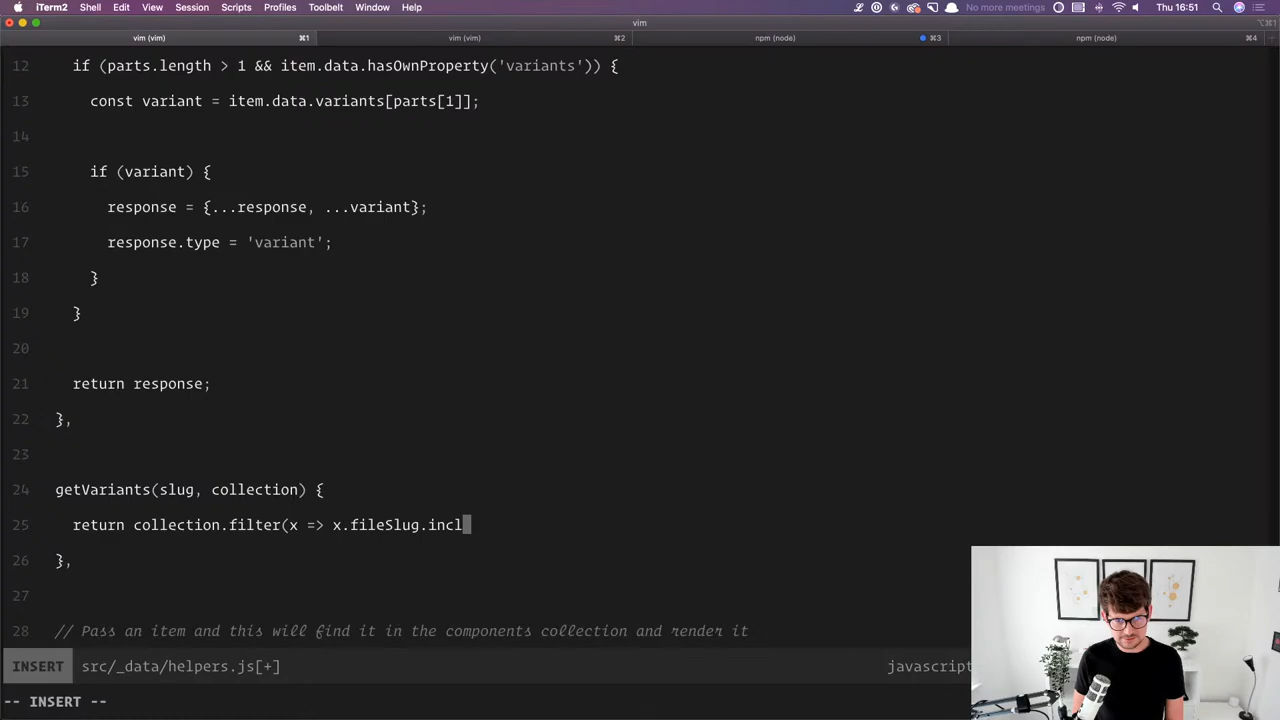 iTerm2 Shell Edit View Session Scripts Profiles Toolbelt Window Help No more meetings Thu 16:51
vim ⌥⌘1
vim (vim) ⌘1 vim (vim) ⌘2 npm (node) ⌘3 npm (node) ⌘4
12 if (parts.length > 1 && item.data.hasOwnProperty('variants')) {
13 const variant = item.data.variants[parts[1]];
14
15 if (variant) {
16 response = {...response, ...variant};
17 response.type = 'variant';
18 }
19 }
20
21 return response;
22 },
23
24 getVariants(slug, collection) {
25 return collection.filter(x => x.fileSlug.incl
26 },
27
28 // Pass an item and this will find it in the components collection and render it
INSERT src/_data/helpers.js[+] javascript
-- INSERT --